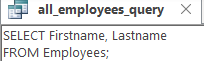 all_employees_query
SELECT Firstname, Lastname
FROM Employees;